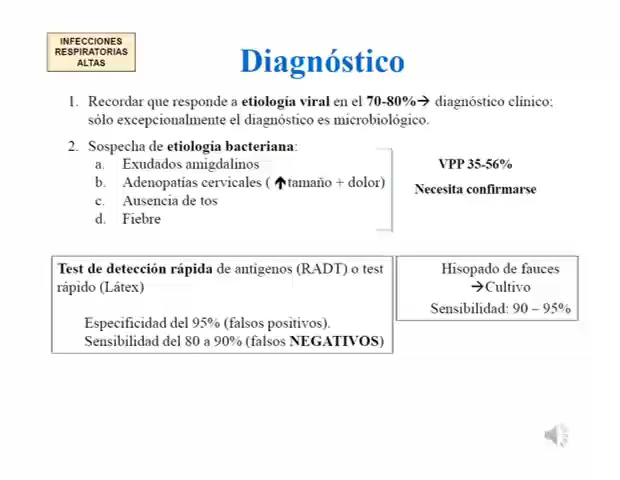 INFECCIONES
RESPIRATORIAS
ALTAS
Diagnóstico
1. Recordar que responde a etiología viral en el 70-80%→ diagnóstico clínico;
sólo excepcionalmente el diagnóstico es microbiológico.
2. Sospecha de etiología bacteriana:
a. Exudados amigdalinos
b. Adenopatías cervicales ( ↑tamaño + dolor)
c. Ausencia de tos
d. Fiebre
VPP 35-56%
Necesita confirmarse
Test de detección rápida de antígenos (RADT) o test
rápido (Látex)
Especificidad del 95% (falsos positivos).
Sensibilidad del 80 a 90% (falsos NEGATIVOS)
Hisopado de fauces
→Cultivo
Sensibilidad: 90 – 95%